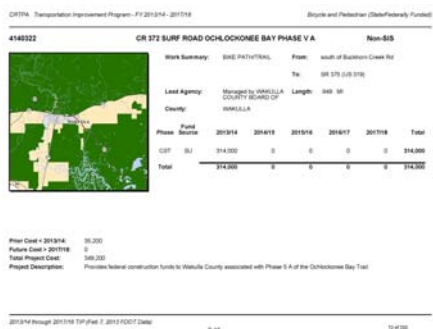 CRTPA Transportation Improvement Program - FY 2013/14 - 2017/18 Bicycle and Pedestrian (State/Federally Funded)
4140322 CR 372 SURF ROAD OCHLOCKONEE BAY PHASE V A Non-SIS
Work Summary: BIKE PATH/TRAIL From: south of Buckhorn Creek Rd
To: SR 375 (US 319)
Lead Agency: Managed by WAKULLA COUNTY BOARD OF Length: .949 MI
County: WAKULLA
Phase Fund Source 2013/14 2014/15 2015/16 2016/17 2017/18 Total
CST SU 314,000 0 0 0 0 314,000
Total 314,000 0 0 0 0 314,000
Prior Cost < 2013/14: 35,200
Future Cost > 2017/18: 0
Total Project Cost: 349,200
Project Description: Provides federal construction funds to Wakulla County associated with Phase 5 A of the Ochlockonee Bay Trail.
2013/14 through 2017/18 TIP (Feb 7, 2013 FDOT Data)